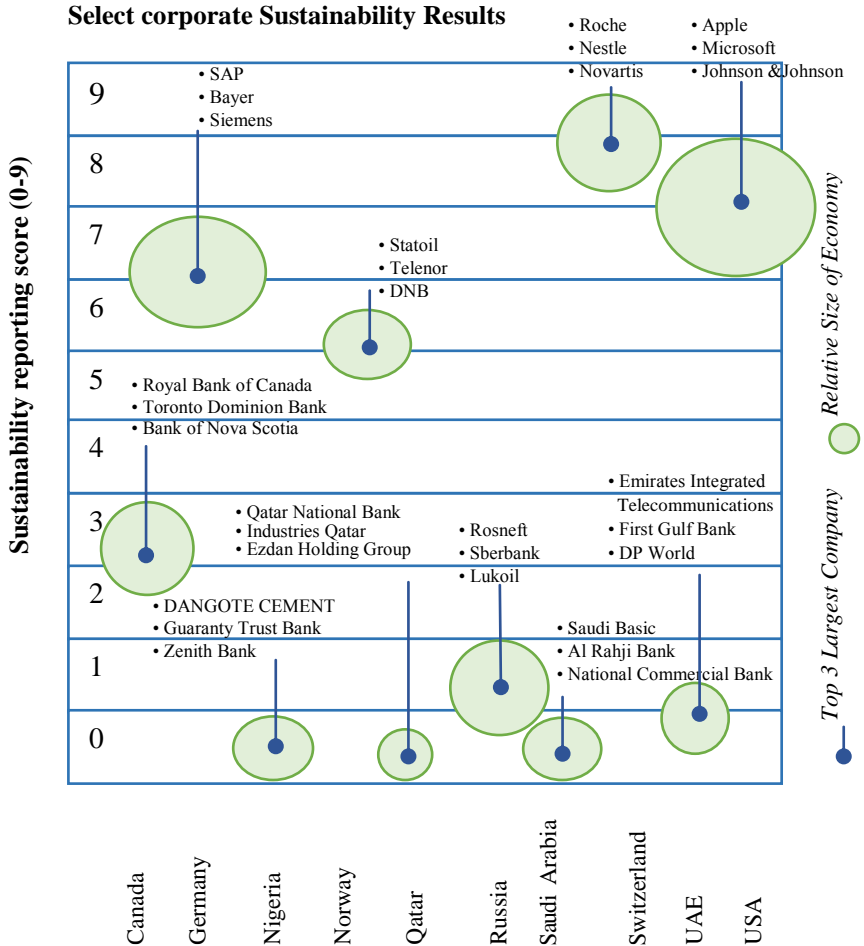 Select corporate Sustainability Results
• Roche
• Nestle
• Novartis
• Apple
• Microsoft
• Johnson &Johnson
• SAP
• Bayer
• Siemens
• Statoil
• Telenor
• DNB
• Royal Bank of Canada
• Toronto Dominion Bank
• Bank of Nova Scotia
• Emirates Integrated
Telecommunications
• First Gulf Bank
• DP World
• Qatar National Bank
• Industries Qatar
• Ezdan Holding Group
• Rosneft
• Sberbank
• Lukoil
• DANGOTE CEMENT
• Guaranty Trust Bank
• Zenith Bank
• Saudi Basic
• Al Rahji Bank
• National Commercial Bank
Sustainability reporting score (0-9)
9
8
7
6
5
4
3
2
1
0
Canada
Germany
Nigeria
Norway
Qatar
Russia
Saudi Arabia
Switzerland
UAE
USA
Relative Size of Economy
Top 3 Largest Company